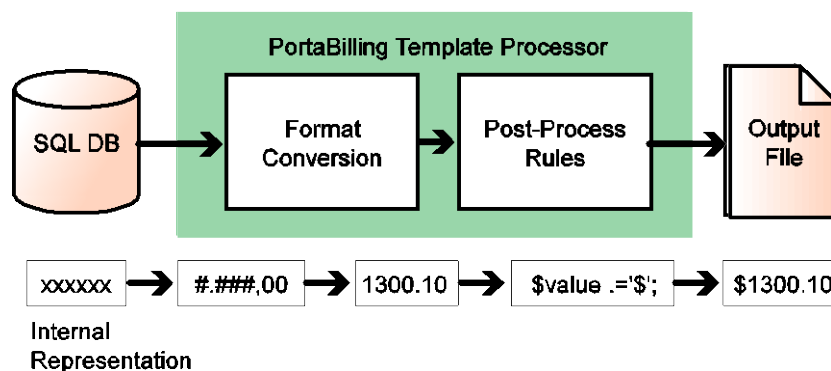 PortaBilling Template Processor
SQL DB
Format
Conversion
Post-Process
Rules
Output
File
xxxxxx
#.###,00
1300.10
$value .='$';
$1300.10
Internal
Representation